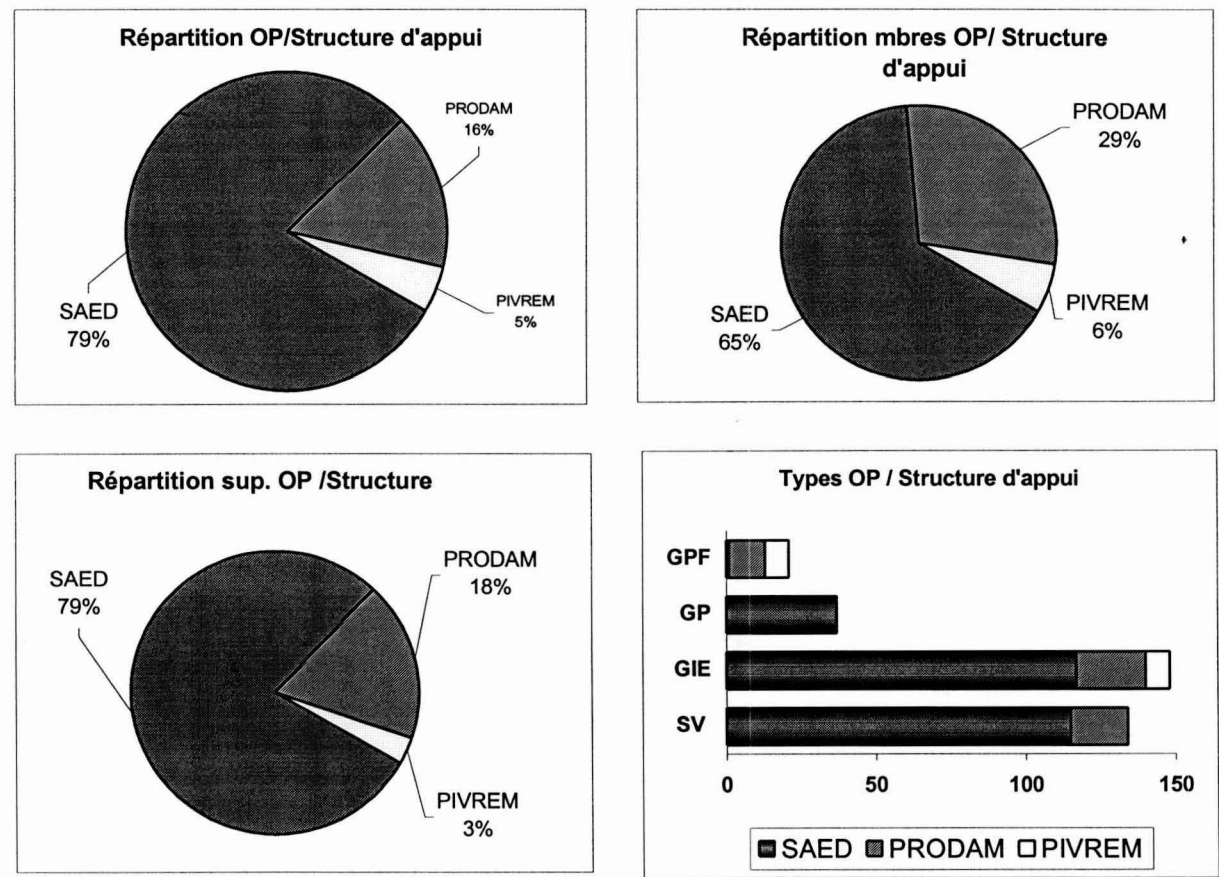 Répartition OP/Structure d'appui
PRODAM
16%
PIVREM
5%
SAED
79%
Répartition mbres OP/ Structure
d'appui
PRODAM
29%
PIVREM
6%
SAED
65%
Répartition sup. OP /Structure
PRODAM
18%
SAED
79%
PIVREM
3%
Types OP / Structure d'appui
GPF
GP
GIE
SV
0 50 100 150
SAED PRODAM PIVREM